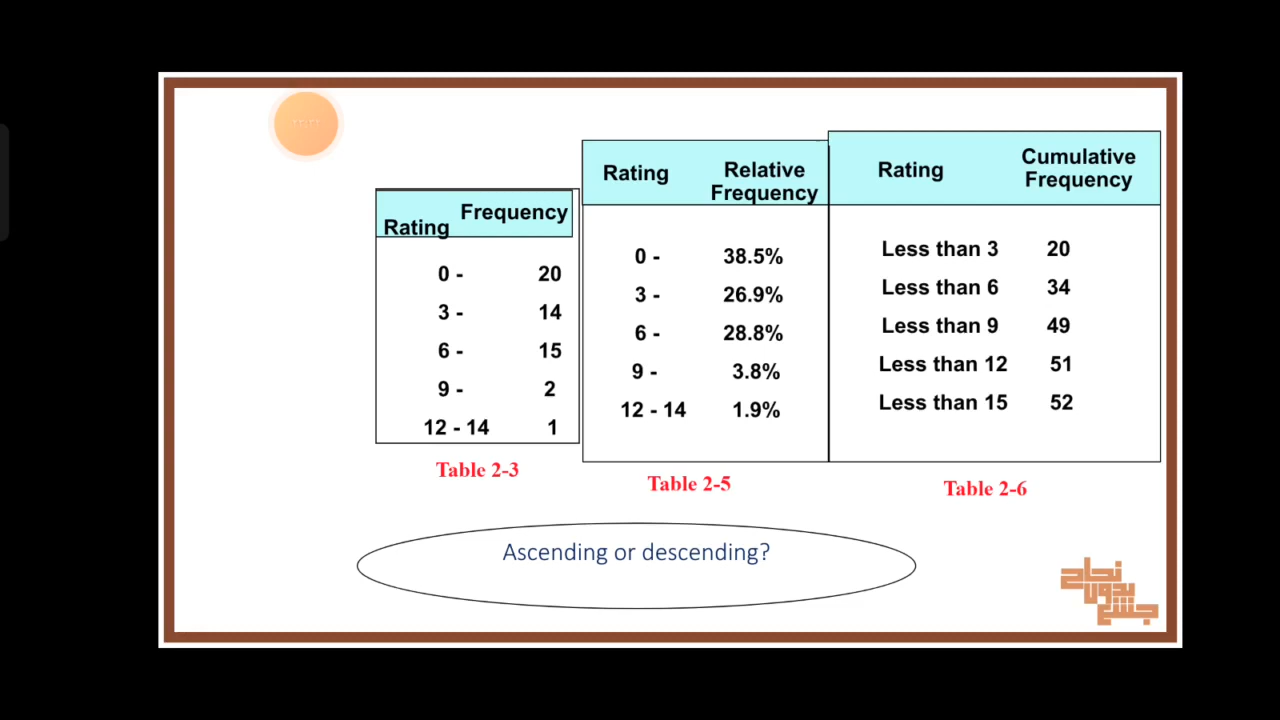 Rating Frequency
0 - 20
3 - 14
6 - 15
9 - 2
12 - 14 1
Table 2-3
Rating Relative Frequency
0 - 38.5%
3 - 26.9%
6 - 28.8%
9 - 3.8%
12 - 14 1.9%
Table 2-5
Rating Cumulative Frequency
Less than 3 20
Less than 6 34
Less than 9 49
Less than 12 51
Less than 15 52
Table 2-6
Ascending or descending?
نجاح
بدون